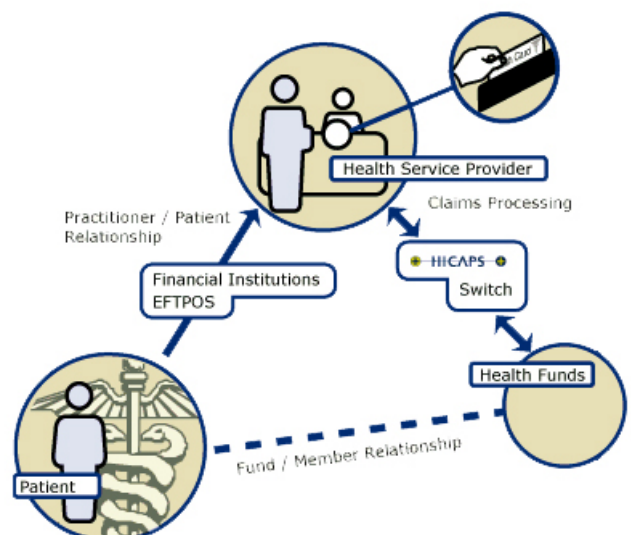 Card
Health Service Provider
Practitioner / Patient
Relationship
Claims Processing
HICAPS
Switch
Financial Institutions
EFTPOS
Health Funds
Fund / Member Relationship
Patient